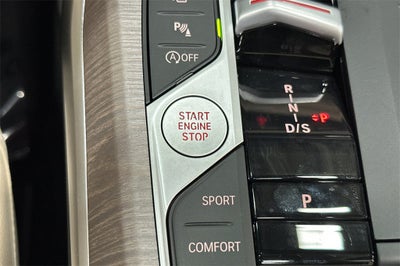 P
OFF
START
ENGINE
STOP
SPORT
COMFORT
R
N
D/S
P
P